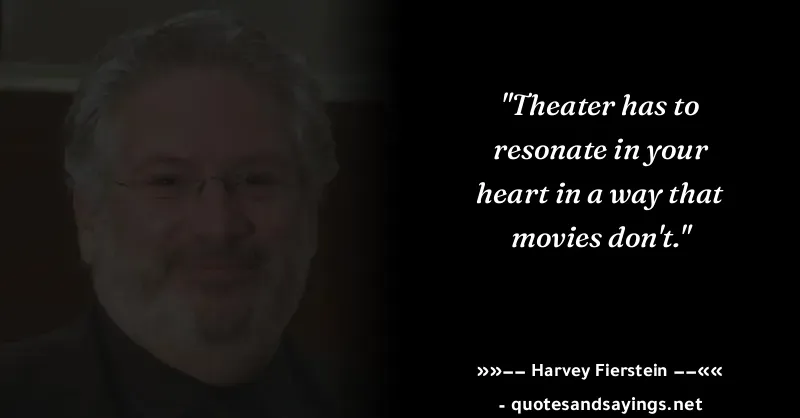 "Theater has to
resonate in your
heart in a way that
movies don't."
»»–– Harvey Fierstein ––««
- quotesandsayings.net